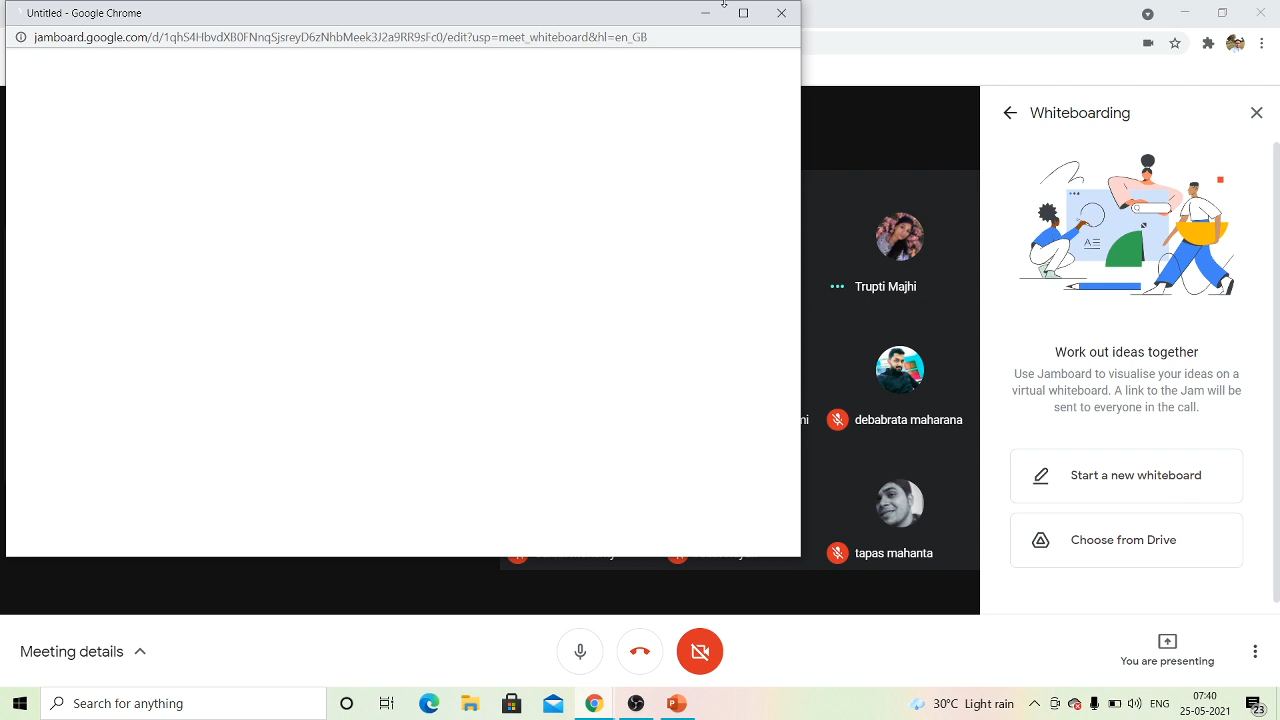 Untitled - Google Chrome
jamboard.google.com/d/1qhS4HbvdXB0FNnqSjsreyD6zNhbMeek3J2a9RR9sFc0/edit?usp=meet_whiteboard&hl=en_GB
Whiteboarding
Trupti Majhi
Work out ideas together
Use Jamboard to visualise your ideas on a
virtual whiteboard. A link to the Jam will be
sent to everyone in the call.
mi
debabrata maharana
Start a new whiteboard
Choose from Drive
tapas mahanta
Meeting details
You are presenting
Search for anything
30°C Light rain
ENG
07:40
25-05-2021
23